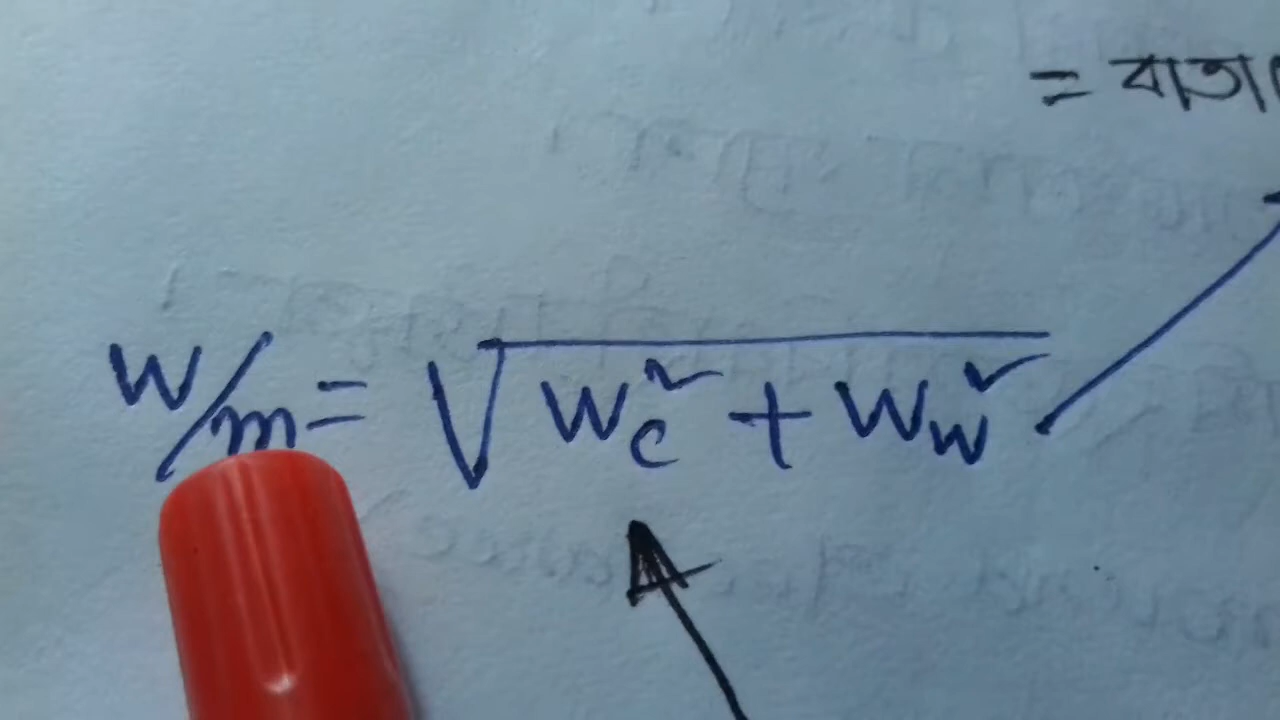 = বাতা
W/m = √(Wc² + Ww²)